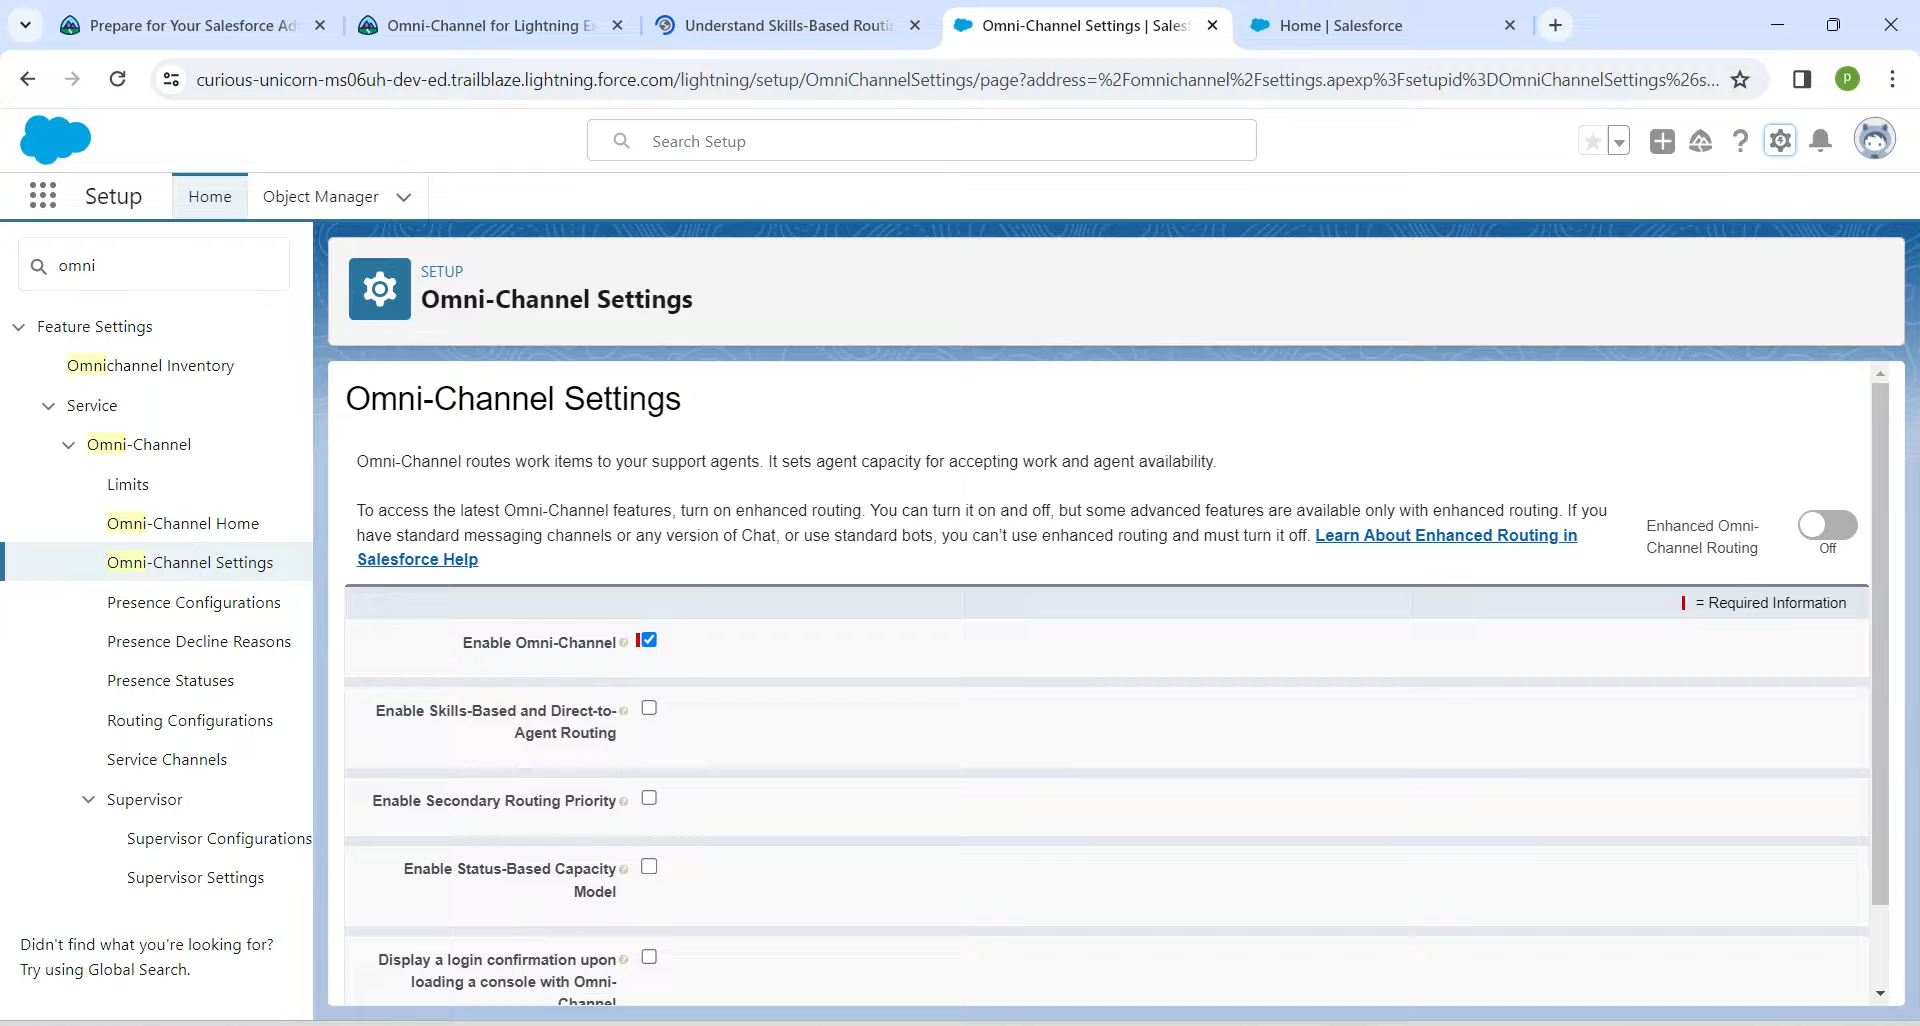 Prepare for Your Salesforce Ad
Omni-Channel for Lightning E
Understand Skills-Based Routin
Omni-Channel Settings | Sales
Home | Salesforce
curious-unicorn-ms06uh-dev-ed.trailblaze.lightning.force.com/lightning/setup/OmniChannelSettings/page?address=%2Fomnichannel%2Fsettings.apexp%3Fsetupid%3DOmniChannelSettings%26s...
P
Search Setup
Setup
Home
Object Manager
omni
Feature Settings
Omnichannel Inventory
Service
Omni-Channel
Limits
Omni-Channel Home
Omni-Channel Settings
Presence Configurations
Presence Decline Reasons
Presence Statuses
Routing Configurations
Service Channels
Supervisor
Supervisor Configurations
Supervisor Settings
Didn't find what you're looking for?
Try using Global Search.
SETUP
Omni-Channel Settings
Omni-Channel Settings
Omni-Channel routes work items to your support agents. It sets agent capacity for accepting work and agent availability.
To access the latest Omni-Channel features, turn on enhanced routing. You can turn it on and off, but some advanced features are available only with enhanced routing. If you
have standard messaging channels or any version of Chat, or use standard bots, you can't use enhanced routing and must turn it off. Learn About Enhanced Routing in
Salesforce Help
Enhanced Omni-
Channel Routing
Off
= Required Information
Enable Omni-Channel
Enable Skills-Based and Direct-to-
Agent Routing
Enable Secondary Routing Priority
Enable Status-Based Capacity
Model
Display a login confirmation upon
loading a console with Omni-
Channel